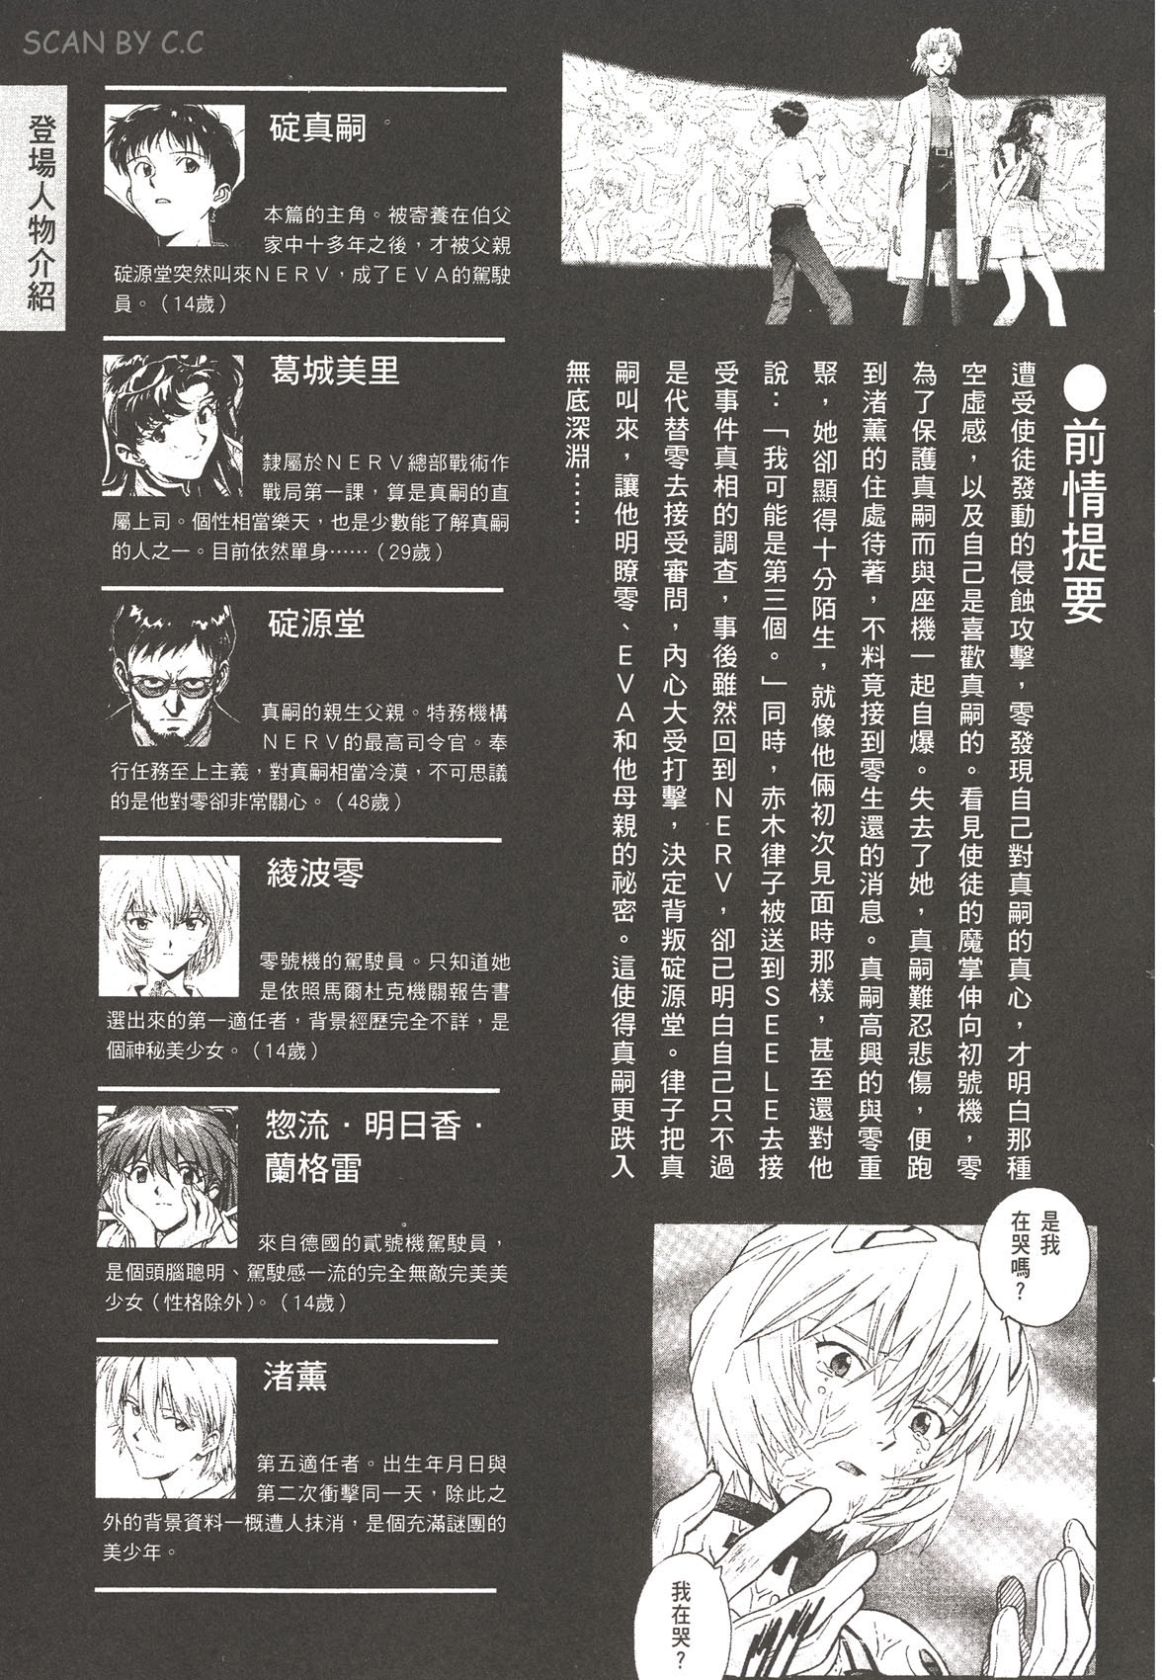 SCAN BY C.C
登場人物介紹
碇真嗣
本篇的主角。被寄養在伯父
家中十多年之後，才被父親
碇源堂突然叫來NERV，成了EVA的駕駛
員。（14歲）
葛城美里
隸屬於NERV總部戰術作
戰局第一課，算是真嗣的直
屬上司。個性相當樂天，也是少數能了解真嗣
的人之一。目前依然單身……（29歲）
碇源堂
真嗣的親生父親。特務機構
NERV的最高司令官。奉
行任務至上主義，對真嗣相當冷漠，不可思議
的是他對零卻非常關心。（48歲）
綾波零
零號機的駕駛員。只知道她
是依照馬爾杜克機關報告書
選出來的第一適任者，背景經歷完全不詳，是
個神秘美少女。（14歲）
惣流．明日香．
蘭格雷
來自德國的貳號機駕駛員，
是個頭腦聰明、駕駛感一流的完全無敵完美美
少女（性格除外）。（14歲）
渚薰
第五適任者。出生年月日與
第二次衝擊同一天，除此之
外的背景資料一概遭人抹消，是個充滿謎團的
美少年。
●前情提要
遭受使徒發動的侵蝕攻擊，零發現自己對真嗣的真心，才明白那種
空虛感，以及自己是喜歡真嗣的。看見使徒的魔掌伸向初號機，零
為了保護真嗣而與座機一起自爆。失去了她，真嗣難忍悲傷，便跑
到渚薰的住處待著，不料竟接到零生還的消息。真嗣高興的與零重
聚，她卻顯得十分陌生，就像他倆初次見面時那樣，甚至還對他
說：「我可能是第三個。」同時，赤木律子被送到SEELE去接
受事件真相的調查，事後雖然回到NERV，卻已明白自己只不過
是代替零去接受審問，內心大受打擊，決定背叛碇源堂。律子把真
嗣叫來，讓他明瞭零、EVA和他母親的祕密。這使得真嗣更跌入
無底深淵……
是我
在哭嗎？
我在哭？